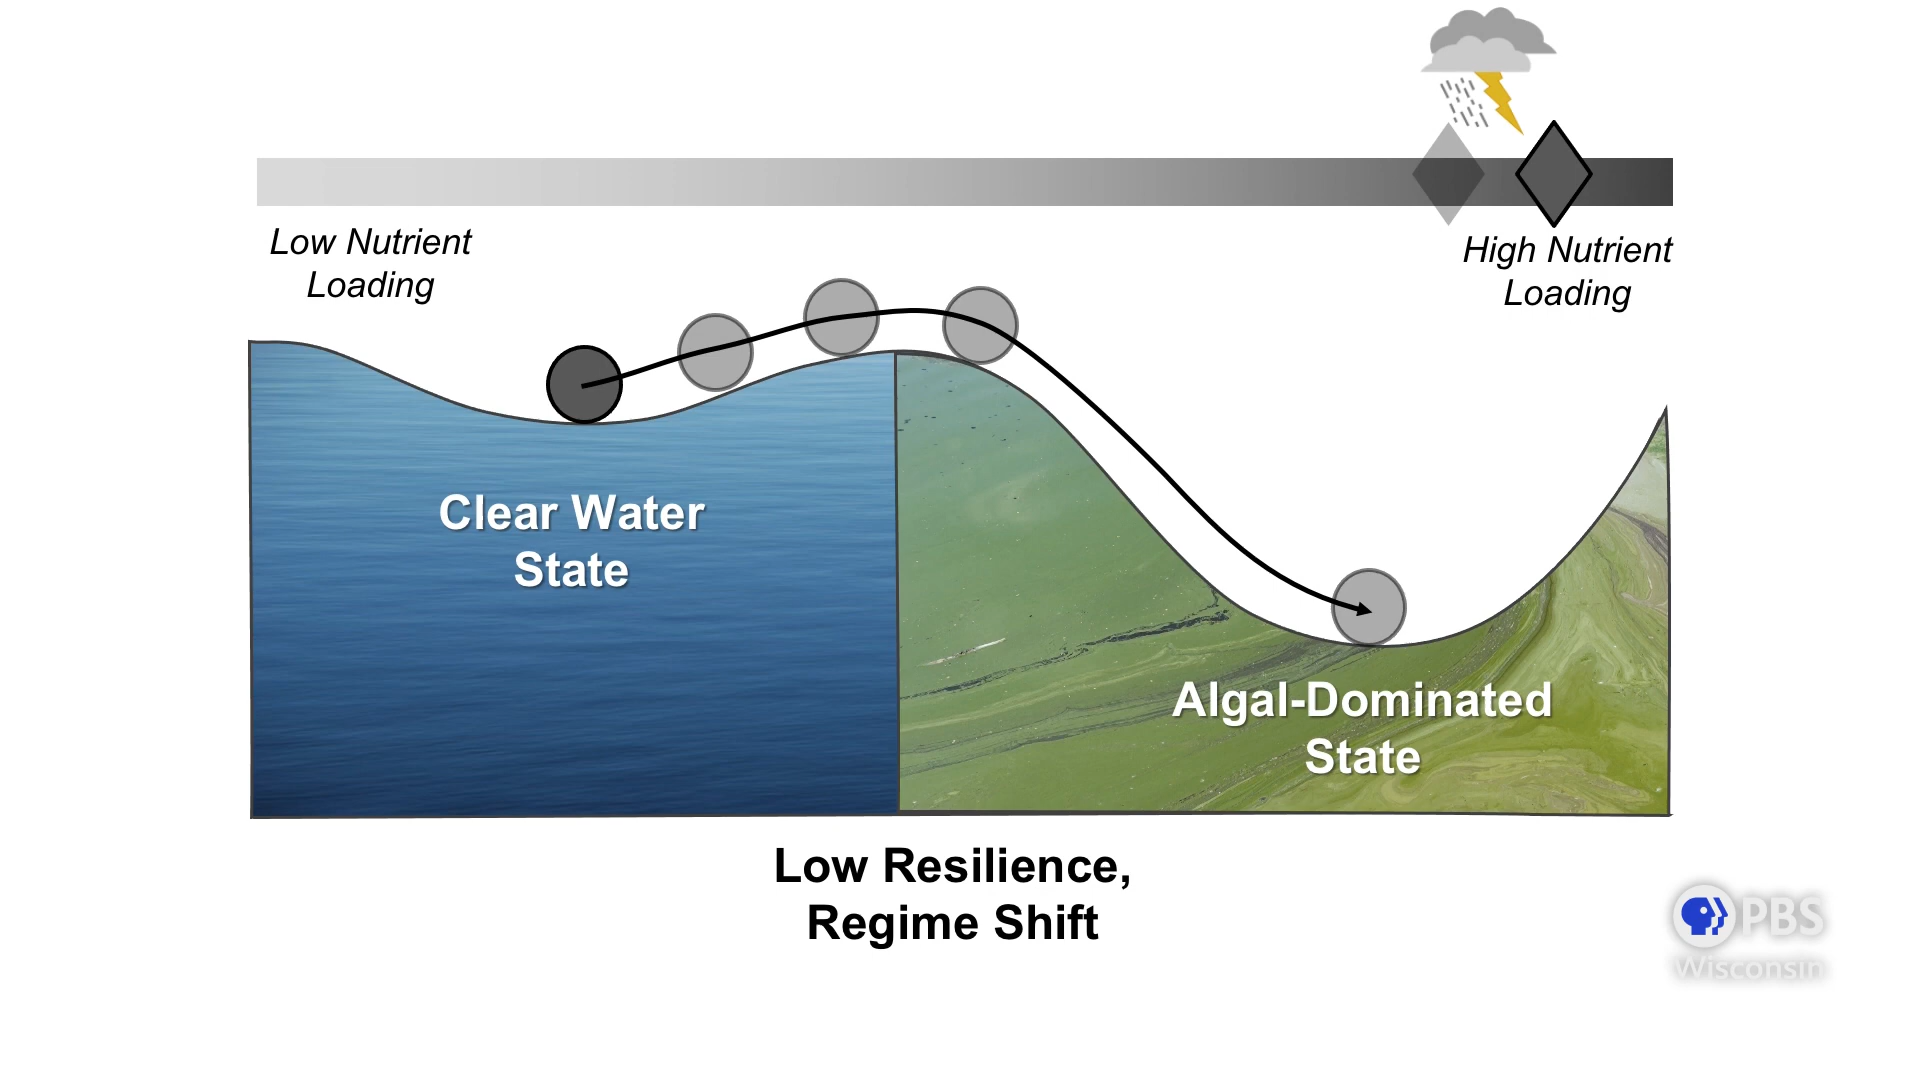 Low Nutrient
Loading
High Nutrient
Loading
Clear Water
State
Algal-Dominated
State
Low Resilience,
Regime Shift
PBS
Wisconsin